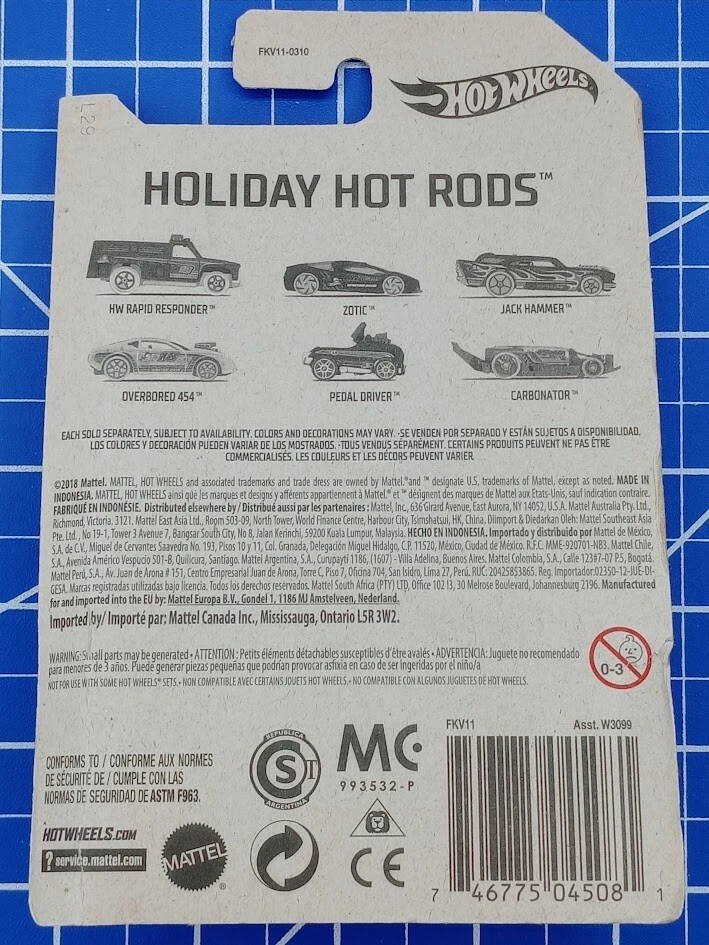 FKV11-0310
Hot Wheels
L29
HOLIDAY HOT RODS™
HW RAPID RESPONDER™
ZOTIC™
JACK HAMMER™
OVERBORED 454™
PEDAL DRIVER™
CARBONATOR™
EACH SOLD SEPARATELY, SUBJECT TO AVAILABILITY. COLORS AND DECORATIONS MAY VARY. -SE VENDEN POR SEPARADO Y ESTÁN SUJETOS A DISPONIBILIDAD.
LOS COLORES Y DECORACIÓN PUEDEN VARIAR DE LOS MOSTRADOS. -TOUS VENDUS SÉPARÉMENT. CERTAINS PRODUITS PEUVENT NE PAS ÊTRE
COMMERCIALISÉS. LES COULEURS ET LES DÉCORS PEUVENT VARIER.
©2018 Mattel. MATTEL, HOT WHEELS and associated trademarks and trade dress are owned by Mattel.® and ™ designate U.S. trademarks of Mattel, except as noted. MADE IN
INDONESIA. MATTEL, HOT WHEELS ainsi que les marques et designs y afférents appartiennent à Mattel.® et ™ désignent des marques de Mattel aux Etats-Unis, sauf indication contraire.
FABRIQUÉ EN INDONÉSIE. Distributed elsewhere by / Distribué aussi par les partenaires : Mattel, Inc., 636 Girard Avenue, East Aurora, NY 14052, U.S.A. Mattel Australia Pty. Ltd.,
Richmond, Victoria. 3121. Mattel East Asia Ltd., Room 503-09, North Tower, World Finance Centre, Harbour City, Tsimshatsui, HK, China. Diimport & Diedarkan Oleh: Mattel Southeast Asia
Pte. Ltd., No 19-1, Tower 3 Avenue 7, Bangsar South City, No 8, Jalan Kerinchi, 59200 Kuala Lumpur, Malaysia. HECHO EN INDONESIA. Importado y distribuido por Mattel de México,
S.A. de C.V., Miguel de Cervantes Saavedra No. 193, Pisos 10 y 11, Col. Granada, Delegación Miguel Hidalgo, C.P. 11520, México, Ciudad de México. R.F.C. MME-920701-NB3. Mattel Chile,
S.A., Avenida Américo Vespucio 501-B, Quilicura, Santiago. Mattel Argentina, S.A., Curupaytí 1186, (1607) - Villa Adelina, Buenos Aires. Mattel Colombia, S.A., Calle 123#7-07 P.5, Bogotá.
Mattel Perú, S.A., Av. Juan de Arona # 151, Centro Empresarial Juan de Arona, Torre C, Piso 7, Oficina 704, San Isidro, Lima 27, Perú. RUC: 20425853865. Reg. Importador:02350-12-JUE-DI-
GESA. Marcas registradas utilizadas bajo licencia. Todos los derechos reservados. Mattel South Africa (PTY) LTD, Office 102 I3, 30 Melrose Boulevard, Johannesburg 2196. Manufactured
for and imported into the EU by: Mattel Europa B.V., Gondel 1, 1186 MJ Amstelveen, Nederland.
Imported by/ Importé par: Mattel Canada Inc., Mississauga, Ontario L5R 3W2.
WARNING: Small parts may be generated • ATTENTION : Petits éléments détachables susceptibles d'être avalés • ADVERTENCIA: Juguete no recomendado
para menores de 3 años. Puede generar piezas pequeñas que podrían provocar asfixia en caso de ser ingeridas por el niño/a
NOT FOR USE WITH SOME HOT WHEELS® SETS. • NON COMPATIBLE AVEC CERTAINS JOUETS HOT WHEELS. • NO COMPATIBLE CON ALGUNOS JUGUETES DE HOT WHEELS.
0-3
CONFORMS TO / CONFORME AUX NORMES
DE SÉCURITÉ DE / CUMPLE CON LAS
NORMAS DE SEGURIDAD DE ASTM F963.
REPUBLICA
S
ARGENTINA
MC
993532-P
CE
HOTWHEELS.COM
? service.mattel.com
MATTEL®
FKV11 Asst. W3099
7 46775 04508 1